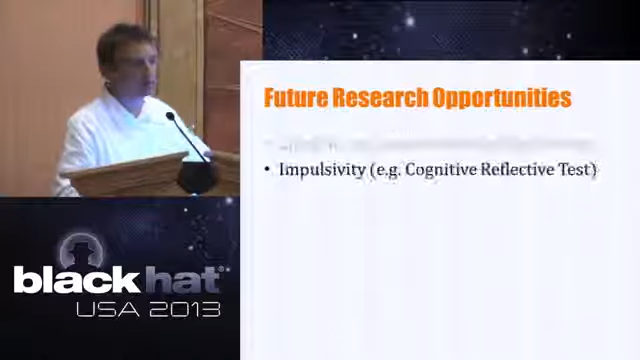 Future Research Opportunities
• Impulsivity (e.g. Cognitive Reflective Test)
black hat®
USA 2013